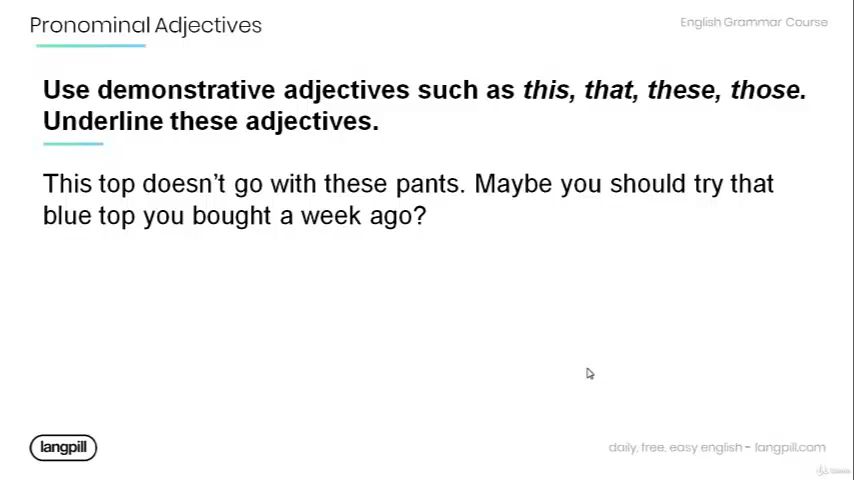 Pronominal Adjectives
English Grammar Course
Use demonstrative adjectives such as this, that, these, those.
Underline these adjectives.
This top doesn’t go with these pants. Maybe you should try that
blue top you bought a week ago?
langpill
daily, free, easy english - langpill.com